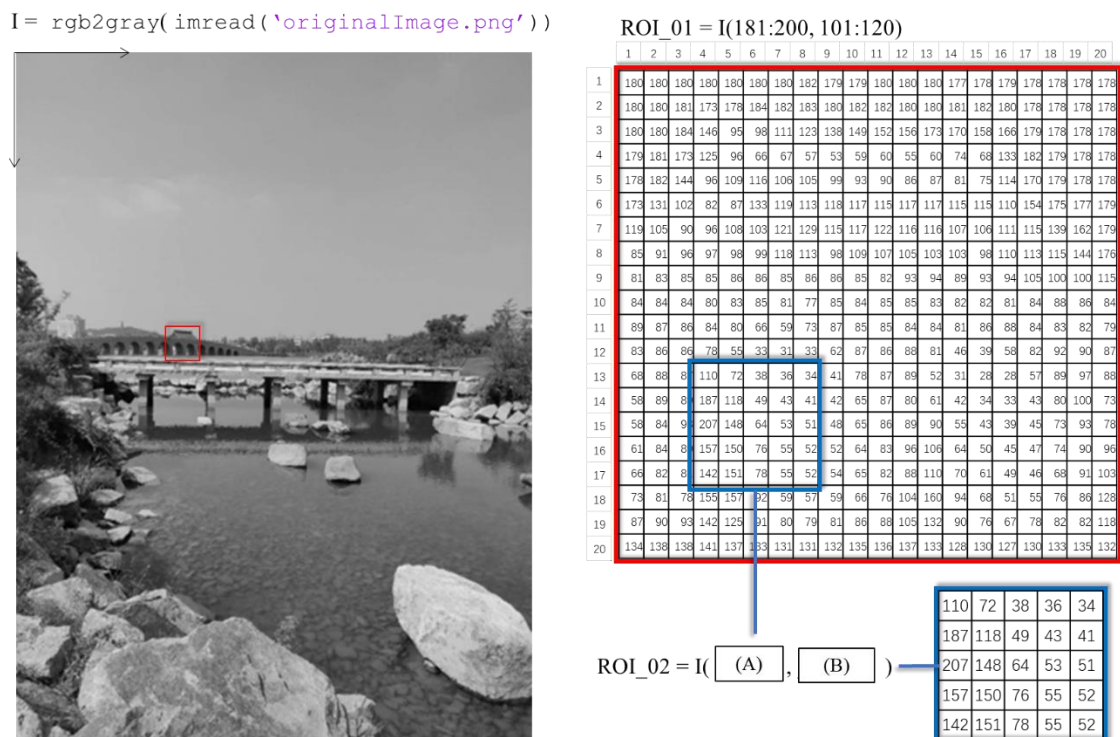 I = rgb2gray( imread(‘originalImage.png’))
ROI_01 = I(181:200, 101:120)
1 2 3 4 5 6 7 8 9 10 11 12 13 14 15 16 17 18 19 20
1 180 180 180 180 180 180 180 182 179 179 180 180 180 177 178 179 178 178 178 178
2 180 180 181 173 178 184 182 183 180 182 182 180 180 181 182 180 178 178 178 178
3 180 180 184 146 95 98 111 123 138 149 152 156 173 170 158 166 179 178 178 178
4 179 181 173 125 96 66 67 57 53 59 60 55 60 74 68 133 182 179 178 178
5 178 182 144 96 109 116 106 105 99 93 90 86 87 81 75 114 170 179 178 178
6 173 131 102 82 87 133 119 113 118 117 115 117 117 115 115 110 154 175 177 179
7 119 105 90 96 108 103 121 129 115 117 122 116 116 107 106 111 115 139 162 179
8 85 91 96 97 98 99 118 113 98 109 107 105 103 103 98 110 113 115 144 176
9 81 83 85 85 86 86 85 86 86 85 82 93 94 89 93 94 105 100 100 115
10 84 84 84 80 83 85 81 77 85 84 85 85 83 82 82 81 84 88 86 84
11 89 87 86 84 80 66 59 73 87 85 85 84 84 81 86 88 84 83 82 79
12 83 86 86 78 55 33 31 33 62 87 86 88 81 46 39 58 82 92 90 87
13 68 88 110 72 38 36 34 41 78 87 89 52 31 28 28 57 89 97 88
14 58 89 187 118 49 43 41 42 65 87 80 61 42 34 33 43 80 100 73
15 58 84 207 148 64 53 51 48 65 86 89 90 55 43 39 45 73 93 78
16 61 84 157 150 76 55 52 52 64 83 96 106 64 50 45 47 74 90 96
17 66 82 142 151 78 55 52 54 65 82 88 110 70 61 49 46 68 91 103
18 73 81 78 155 157 92 59 57 59 66 76 104 160 94 68 51 55 76 86 128
19 87 90 93 142 125 91 80 79 81 86 88 105 132 90 76 67 78 82 82 118
20 134 138 138 141 137 133 131 131 132 135 136 137 133 128 130 127 130 133 135 132
ROI_02 = I( (A) , (B) )
110 72 38 36 34
187 118 49 43 41
207 148 64 53 51
157 150 76 55 52
142 151 78 55 52